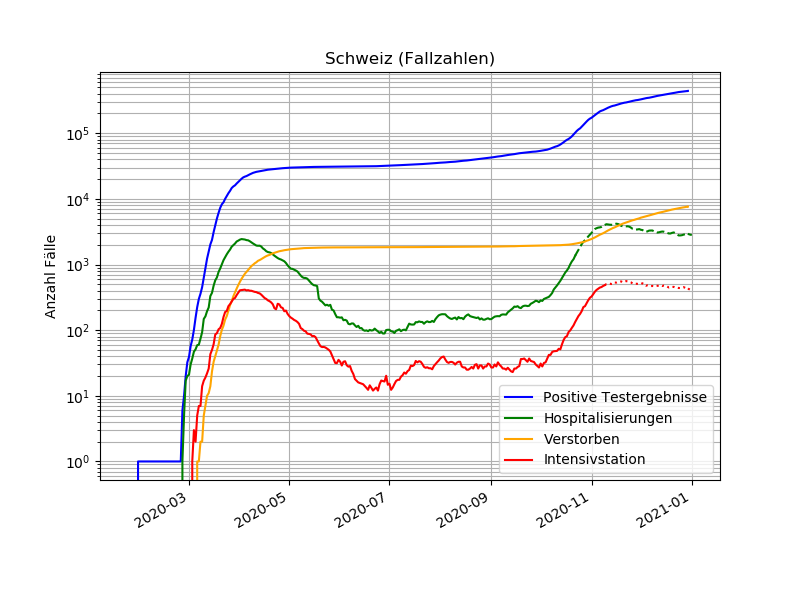 Schweiz (Fallzahlen)
Anzahl Fälle
10^5
10^4
10^3
10^2
10^1
10^0
Positive Testergebnisse
Hospitalisierungen
Verstorben
Intensivstation
2020-03
2020-05
2020-07
2020-09
2020-11
2021-01